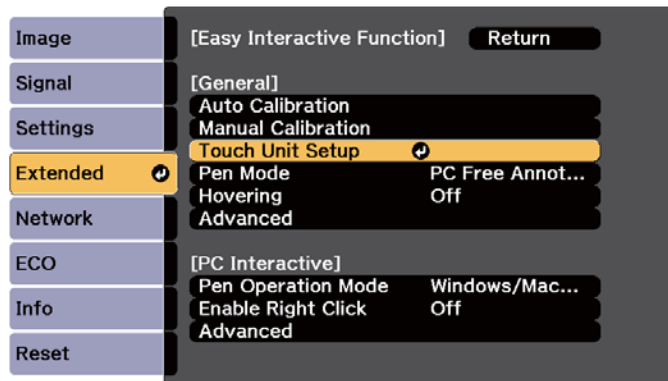 Image
Signal
Settings
Extended
Network
ECO
Info
Reset
[Easy Interactive Function] Return
[General]
Auto Calibration
Manual Calibration
Touch Unit Setup
Pen Mode PC Free Annot...
Hovering Off
Advanced
[PC Interactive]
Pen Operation Mode Windows/Mac...
Enable Right Click Off
Advanced